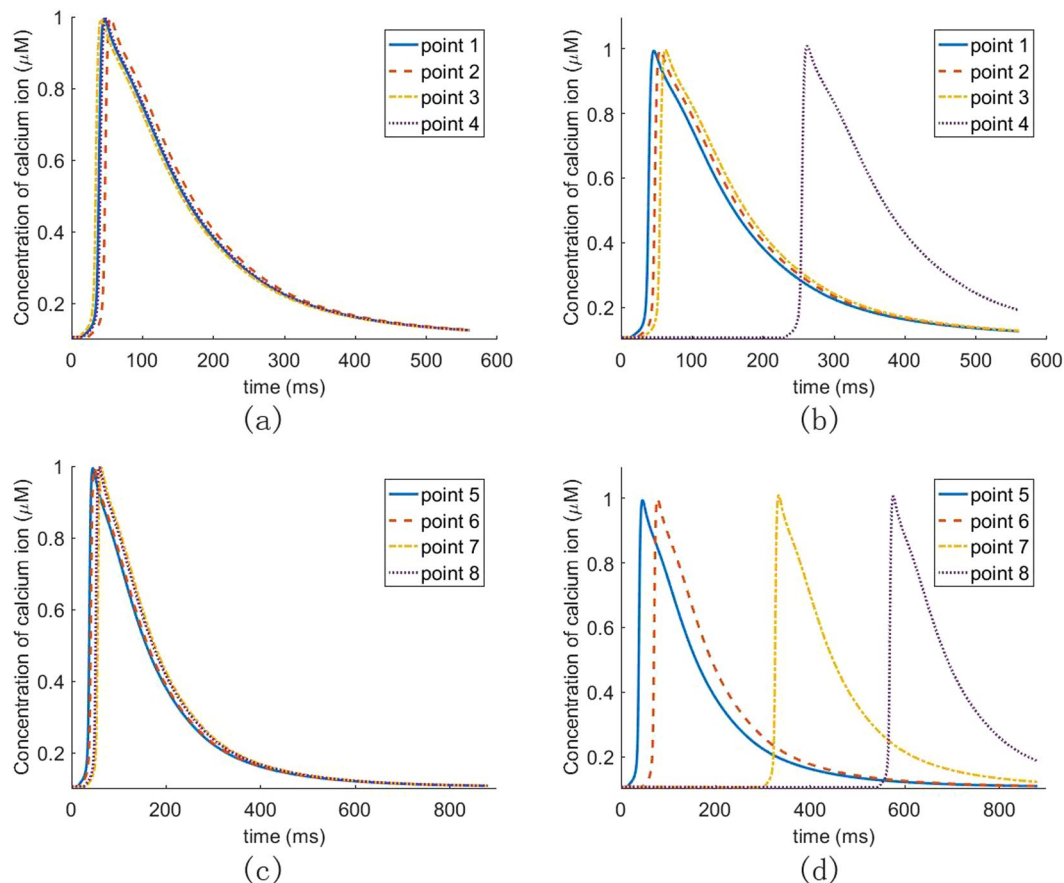 1
0.8
0.6
0.4
0.2
Concentration of calcium ion (μM)
point 1
point 2
point 3
point 4
0 100 200 300 400 500 600
time (ms)
(a)
1
0.8
0.6
0.4
0.2
Concentration of calcium ion (μM)
point 1
point 2
point 3
point 4
0 100 200 300 400 500 600
time (ms)
(b)
1
0.8
0.6
0.4
0.2
Concentration of calcium ion (μM)
point 5
point 6
point 7
point 8
0 200 400 600 800
time (ms)
(c)
1
0.8
0.6
0.4
0.2
Concentration of calcium ion (μM)
point 5
point 6
point 7
point 8
0 200 400 600 800
time (ms)
(d)